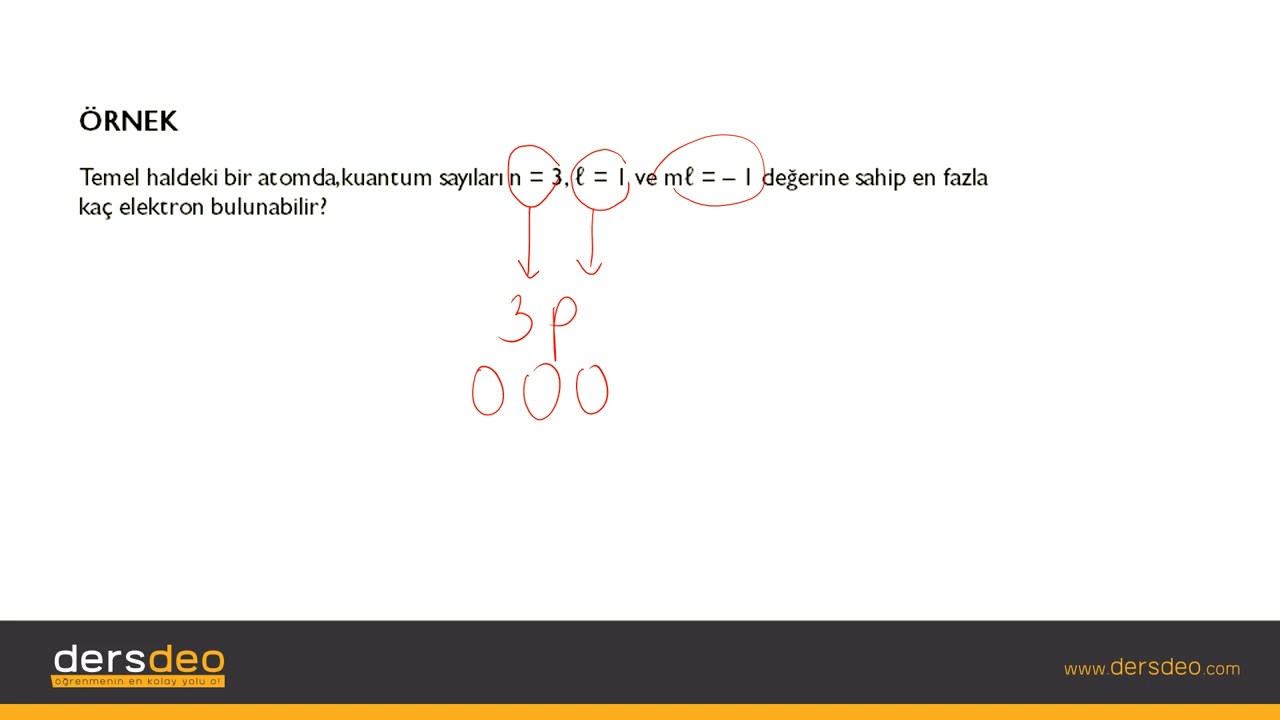 ÖRNEK
Temel haldeki bir atomda,kuantum sayıları n = 3, ℓ = 1, ve mℓ = – 1 değerine sahip en fazla
kaç elektron bulunabilir?
3p
dersdeo
öğrenmenin en kolay yolu o!
www.dersdeo.com